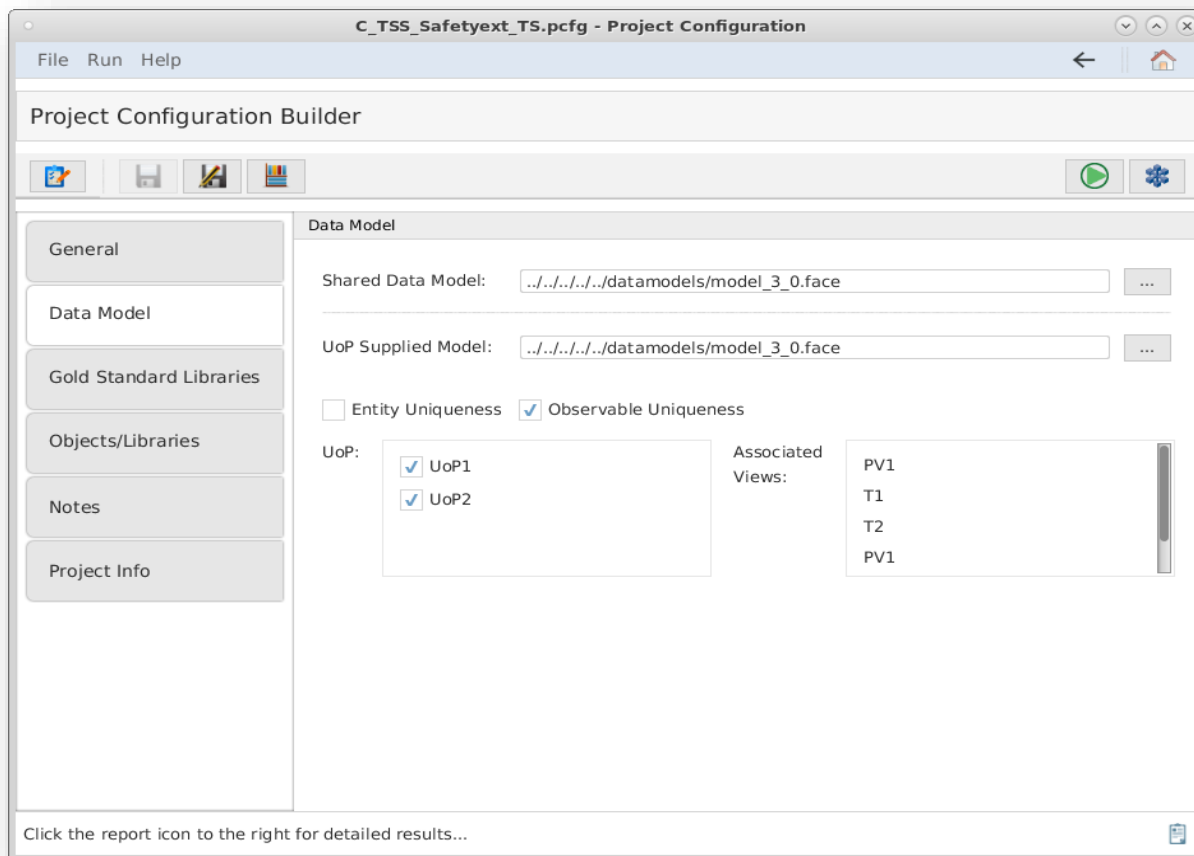 C_TSS_Safetyext_TS.pcfg - Project Configuration
File Run Help
Project Configuration Builder
General
Data Model
Gold Standard Libraries
Objects/Libraries
Notes
Project Info
Data Model
Shared Data Model: ../../../../../datamodels/model_3_0.face ...
UoP Supplied Model: ../../../../../datamodels/model_3_0.face ...
Entity Uniqueness Observable Uniqueness
UoP:
UoP1
UoP2
Associated
Views:
PV1
T1
T2
PV1
Click the report icon to the right for detailed results...